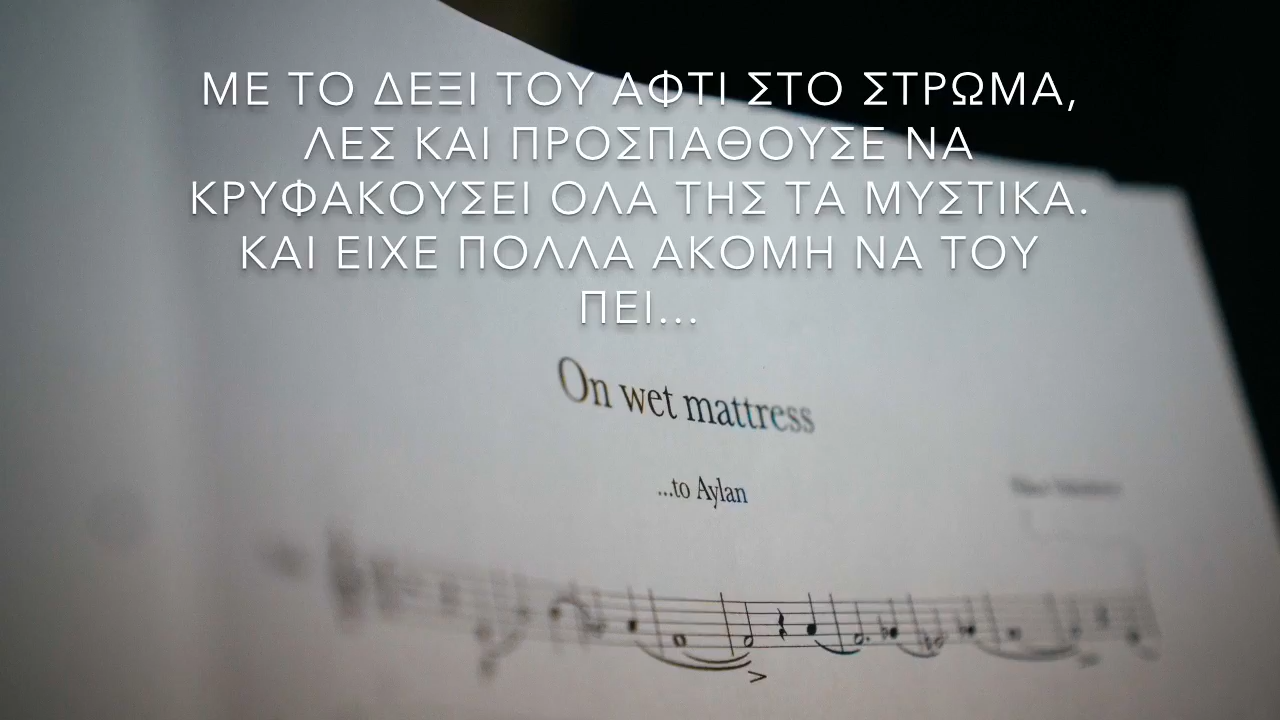 ΜΕ ΤΟ ΔΕΞΙ ΤΟΥ ΑΦΤΙ ΣΤΟ ΣΤΡΩΜΑ,
ΛΕΣ ΚΑΙ ΠΡΟΣΠΑΘΟΥΣΕ ΝΑ
ΚΡΥΦΑΚΟΥΣΕΙ ΟΛΑ ΤΗΣ ΤΑ ΜΥΣΤΙΚΑ.
ΚΑΙ ΕΙΧΕ ΠΟΛΛΑ ΑΚΟΜΗ ΝΑ ΤΟΥ
ΠΕΙ...
On wet mattress
...to Aylan